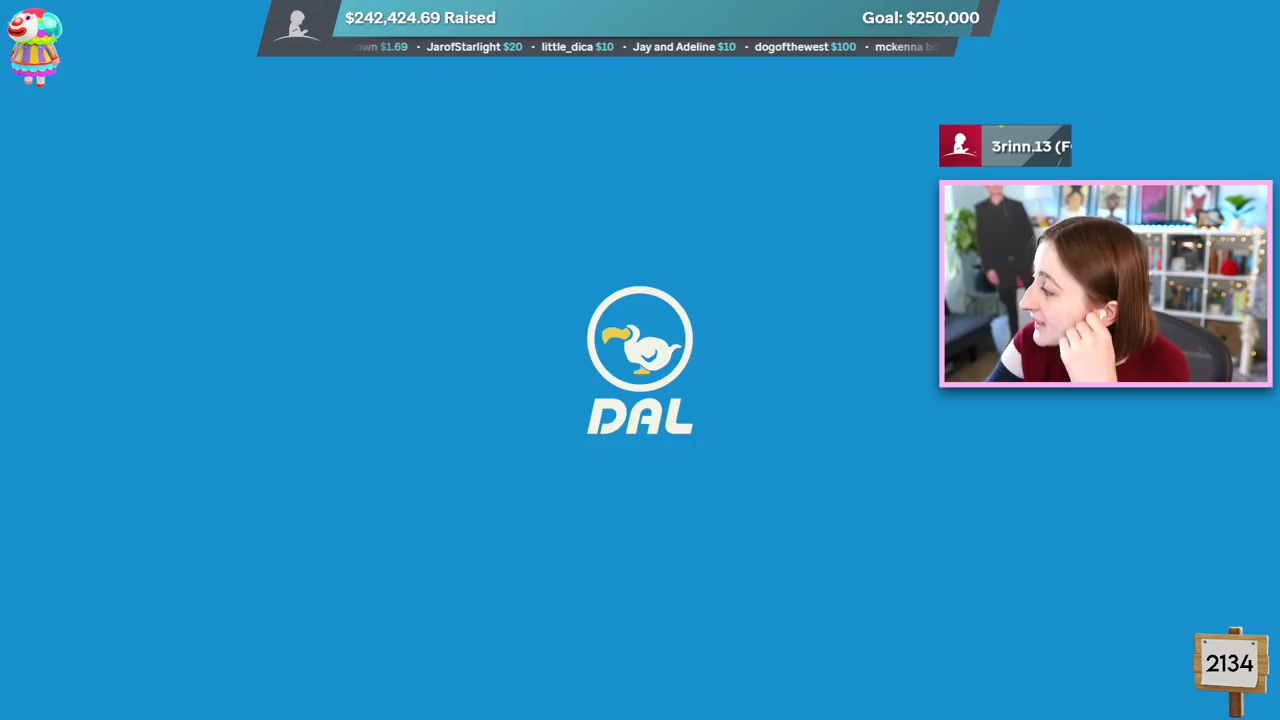 $242,424.69 Raised
Goal: $250,000
own $1.69 · JarofStarlight $20 · little_dica $10 · Jay and Adeline $10 · dogofthewest $100 · mckenna
3rinn.13 (F
DAL
2134